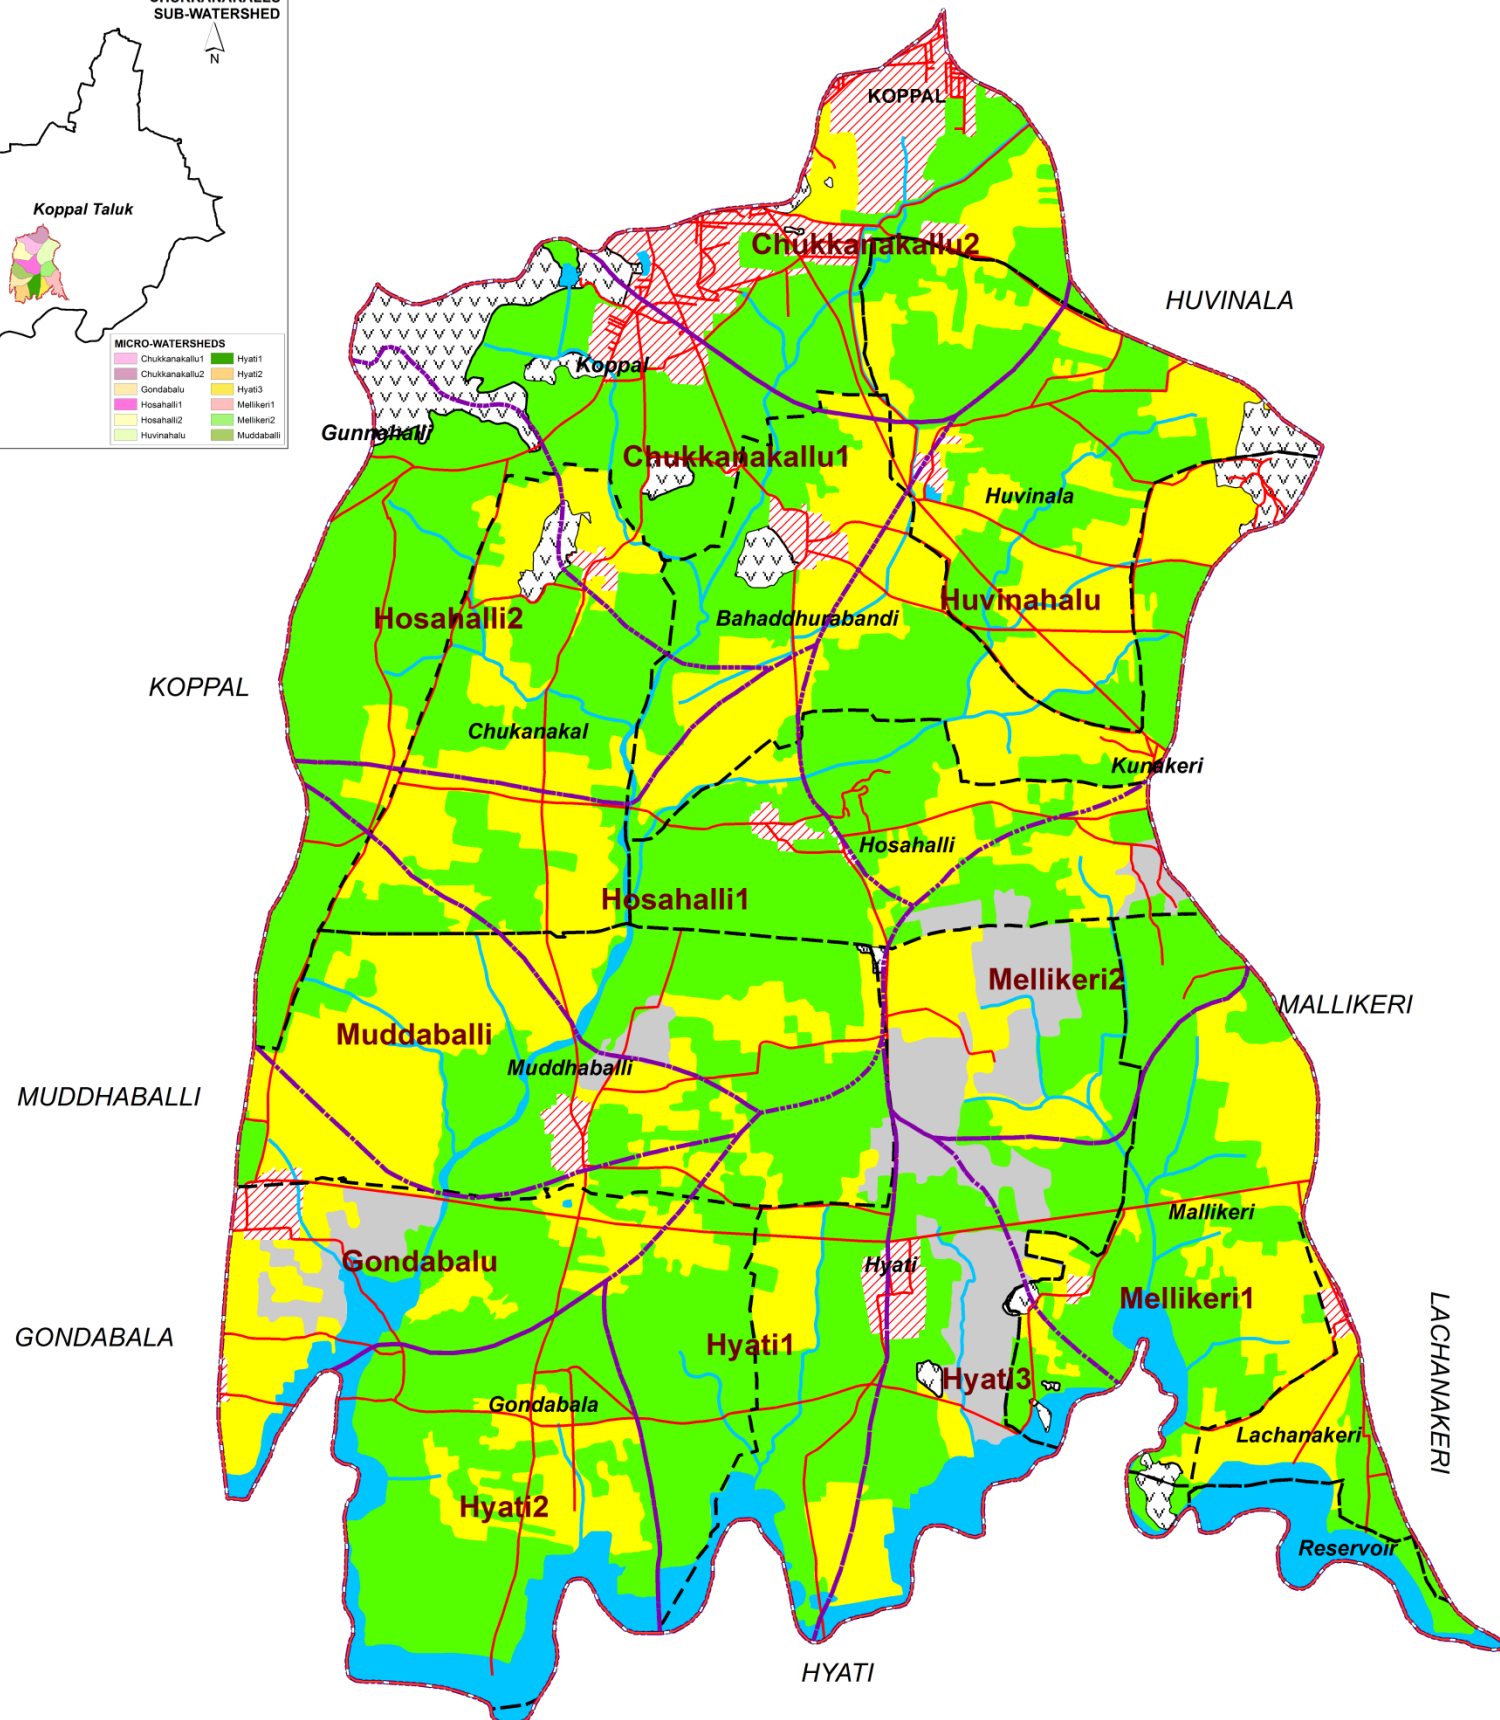 SUB-WATERSHED
N
Koppal Taluk
MICRO-WATERSHEDS
Chukkanakallu1
Chukkanakallu2
Gondabalu
Hosahalli1
Hosahalli2
Huvinahalu
Hyati1
Hyati2
Hyati3
Mellikeri1
Mellikeri2
Muddaballi
KOPPAL
Chukkanakallu2
HUVINALA
Koppal
Gunnahalli
Chukkanakallu1
Huvinala
Huvinahalu
Hosahalli2
Bahaddhurabandi
KOPPAL
Chukanakal
Kunakeri
Hosahalli
Hosahalli1
Mellikeri2
MALLIKERI
Muddaballi
Muddhaballi
MUDDHABALLI
Mallikeri
Gondabalu
Hyati
Mellikeri1
GONDABALA
Hyati1
LACHANAKERI
Hyati3
Gondabala
Lachanakeri
Hyati2
Reservoir
HYATI